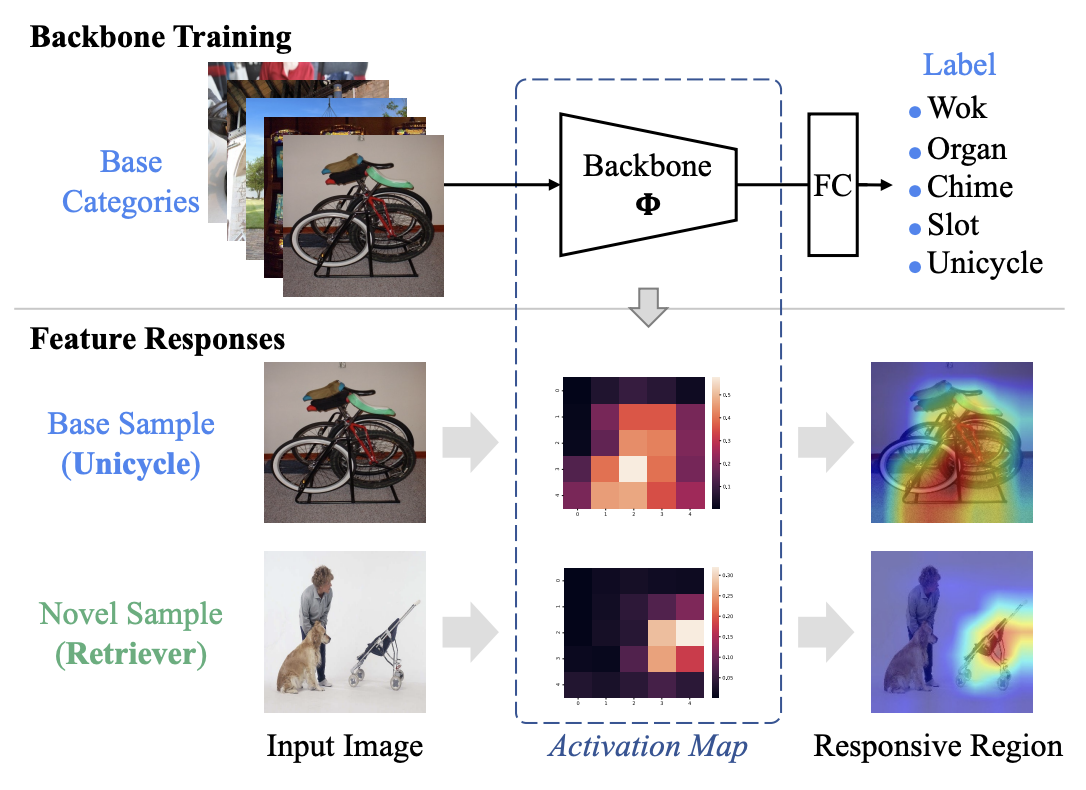 Backbone Training
Label
Wok
Organ
Chime
Slot
Unicycle
Base
Categories
Backbone
Φ
FC
Feature Responses
Base Sample
(Unicycle)
0
1
2
3
4
0 1 2 3 4
0.5
0.4
0.3
0.2
0.1
Novel Sample
(Retriever)
0
1
2
3
4
0 1 2 3 4
0.30
0.25
0.20
0.15
0.10
0.05
Input Image
Activation Map
Responsive Region